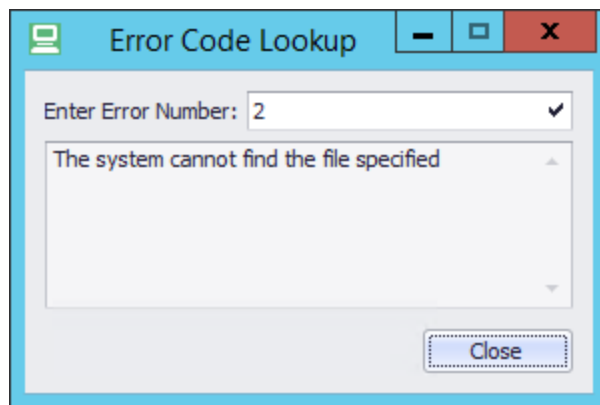 Error Code Lookup
Enter Error Number: 2
The system cannot find the file specified
Close